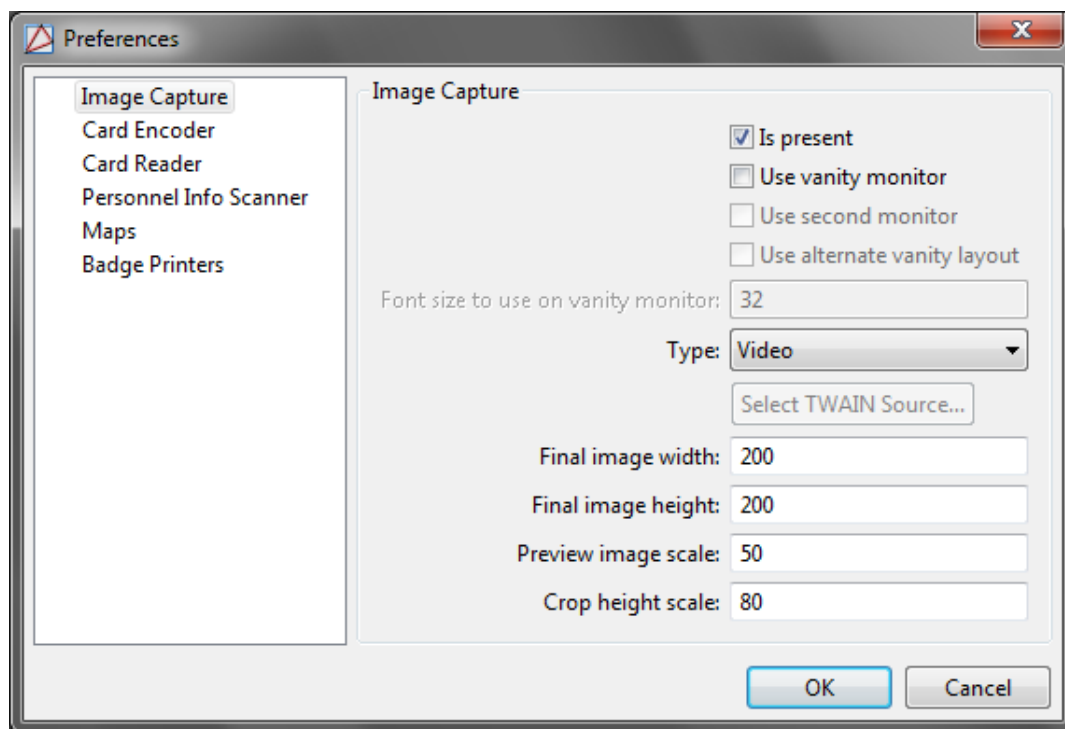 Preferences
Image Capture
Card Encoder
Card Reader
Personnel Info Scanner
Maps
Badge Printers
Image Capture
Is present
Use vanity monitor
Use second monitor
Use alternate vanity layout
Font size to use on vanity monitor: 32
Type: Video
Select TWAIN Source...
Final image width: 200
Final image height: 200
Preview image scale: 50
Crop height scale: 80
OK Cancel